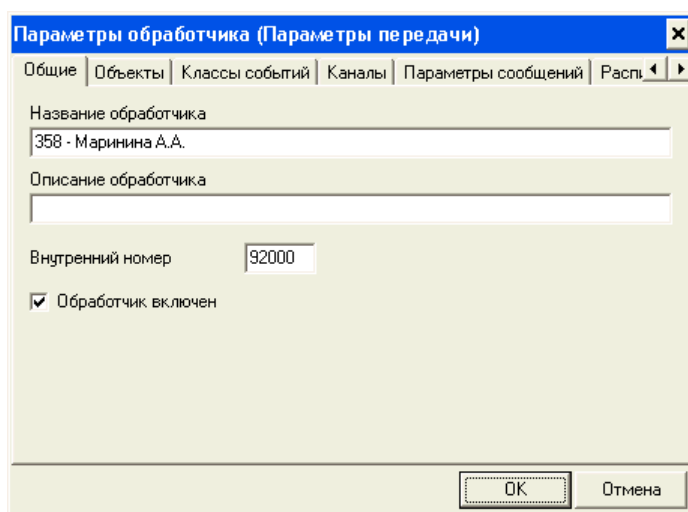 Параметры обработчика (Параметры передачи)
Общие Объекты Классы событий Каналы Параметры сообщений
Название обработчика
358 - Маринина А.А.
Описание обработчика
Внутренний номер 92000
Обработчик включен
OK Отмена